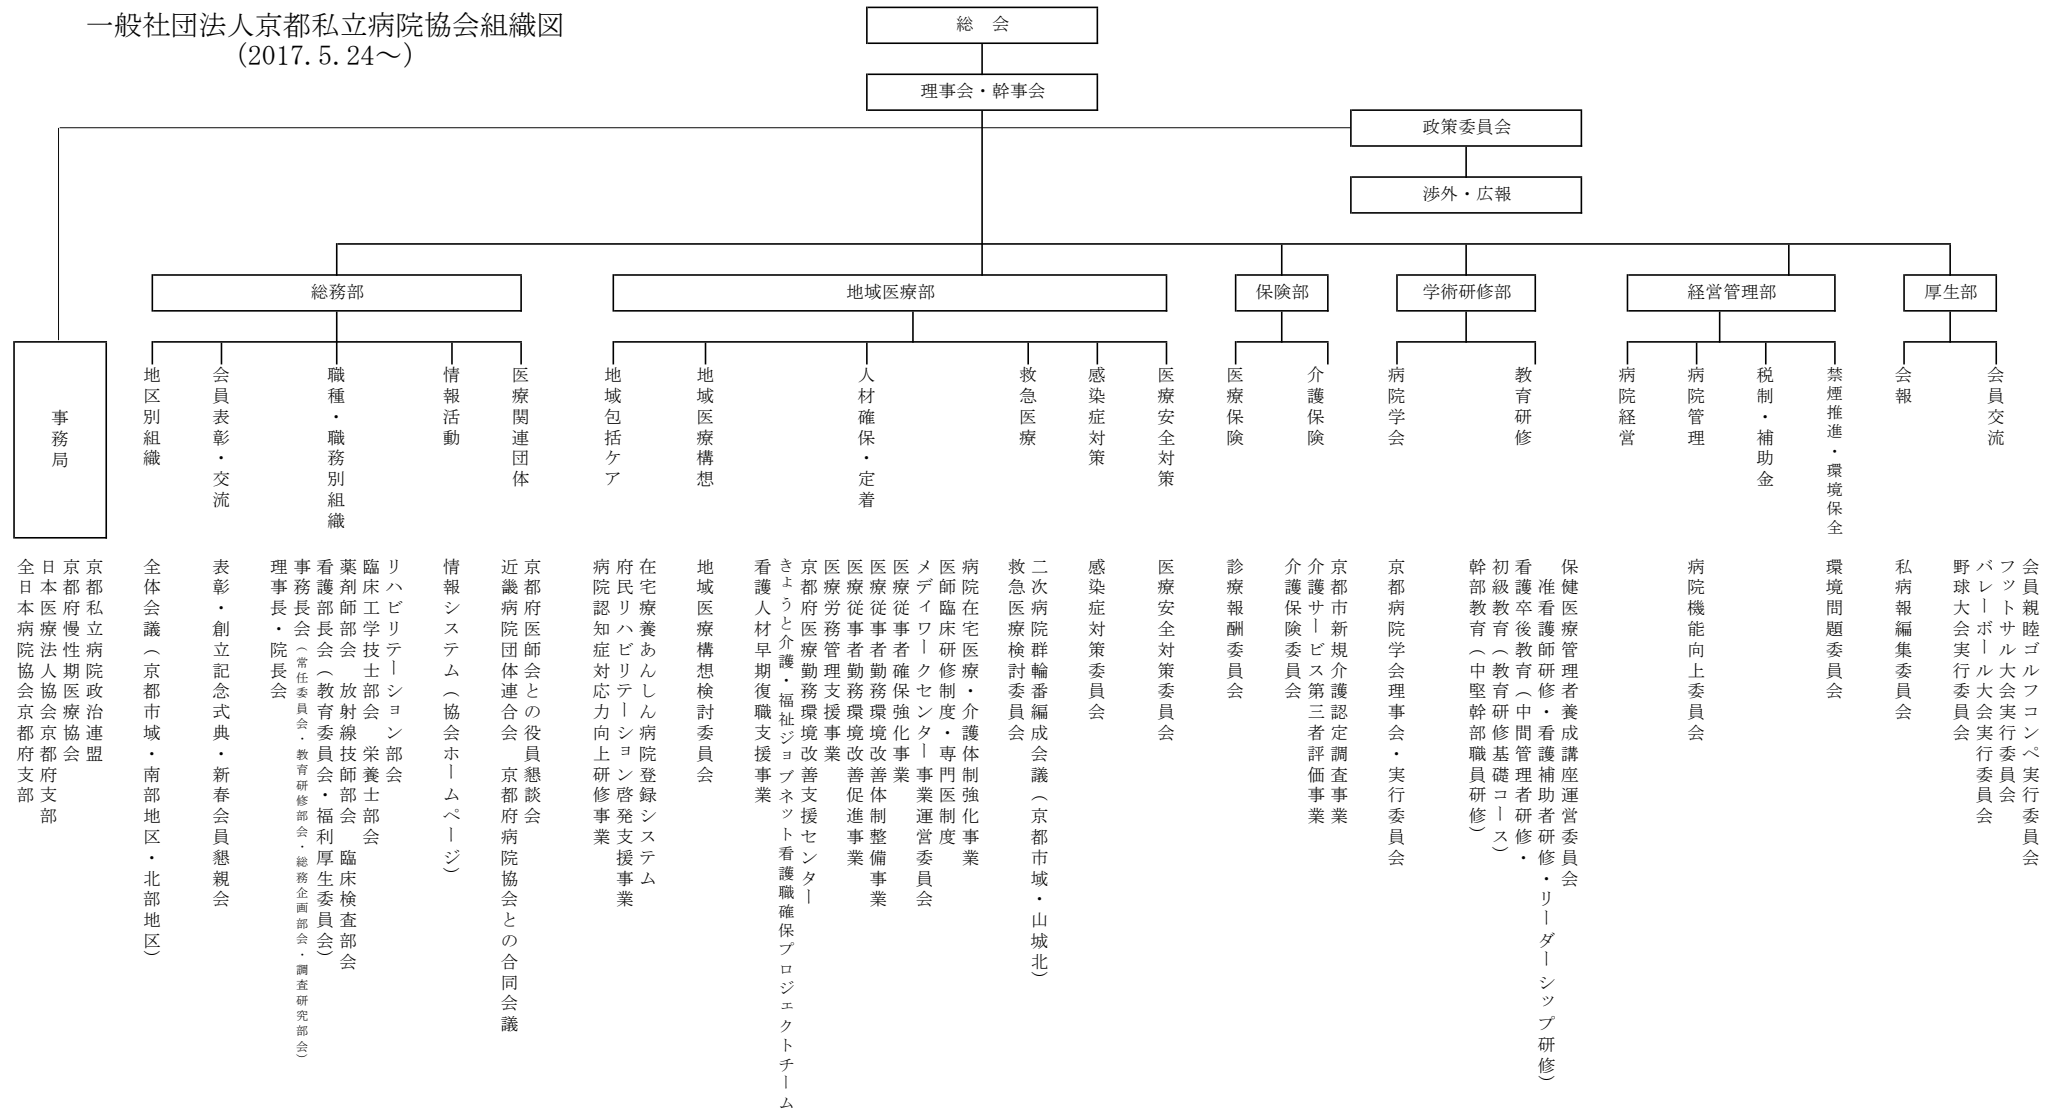 一般社団法人京都私立病院協会組織図
(2017.5.24～)
総　会
理事会・幹事会
政策委員会
渉外・広報
総務部
地域医療部
保険部
学術研修部
経営管理部
厚生部
事務局
地区別組織
会員表彰・交流
職種・職務別組織
情報活動
医療関連団体
地域包括ケア
地域医療構想
人材確保・定着
救急医療
感染症対策
医療安全対策
医療保険
介護保険
病院学会
教育研修
病院経営
病院管理
税制・補助金
禁煙推進・環境保全
会報
会員交流
京都私立病院政治連盟
京都府慢性期医療協会
日本医療法人協会京都府支部
全日本病院協会京都府支部
全体会議（京都市域・南部地区・北部地区）
表彰・創立記念式典・新春会員懇親会
リハビリテーション部会
臨床工学技士部会　栄養士部会
薬剤師部会　放射線技師部会　臨床検査部会
看護部長会（教育委員会・福利厚生委員会）
事務長会（常任委員会・教育研修部会・総務企画部会・調査研究部会）
理事長・院長会
情報システム（協会ホームページ）
京都府医師会との役員懇談会
近畿病院団体連合会　京都府病院協会との合同会議
在宅療養あんしん病院登録システム
府民リハビリテーション啓発支援事業
病院認知症対応力向上研修事業
地域医療構想検討委員会
病院在宅医療・介護体制強化事業
医師臨床研修制度・専門医制度
メディワークセンター事業運営委員会
医療従事者確保強化事業
医療従事者勤務環境改善体制整備事業
医療従事者勤務環境改善促進事業
医療労務管理支援事業
京都府医療勤務環境改善支援センター
きょうと介護・福祉ジョブネット看護職確保プロジェクトチーム
看護人材早期復職支援事業
二次病院群輪番編成会議（京都市域・山城北）
救急医療検討委員会
感染症対策委員会
医療安全対策委員会
診療報酬委員会
京都市新規介護認定調査事業
介護サービス第三者評価事業
介護保険委員会
京都病院学会理事会・実行委員会
保健医療管理者養成講座運営委員会
准看護師研修・看護補助者研修・リーダーシップ研修）
看護卒後教育（中間管理者研修・
初級教育（教育研修基礎コース）
幹部教育（中堅幹部職員研修）
病院機能向上委員会
環境問題委員会
私病報編集委員会
会員親睦ゴルフコンペ実行委員会
フットサル大会実行委員会
バレーボール大会実行委員会
野球大会実行委員会